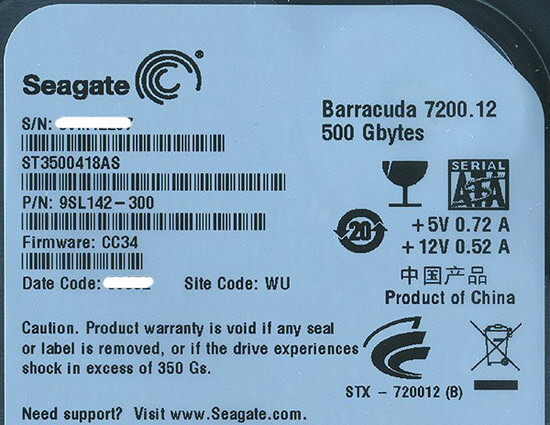 Seagate
Barracuda 7200.12
500 Gbytes
S/N:
ST3500418AS
P/N: 9SL142-300
Firmware: CC34
Date Code:
Site Code: WU
SERIAL
ATA
20
+5V 0.72 A
+12V 0.52 A
中国产品
Product of China
Caution. Product warranty is void if any seal
or label is removed, or if the drive experiences
shock in excess of 350 Gs.
STX - 720012 (B)
Need support? Visit www.Seagate.com.